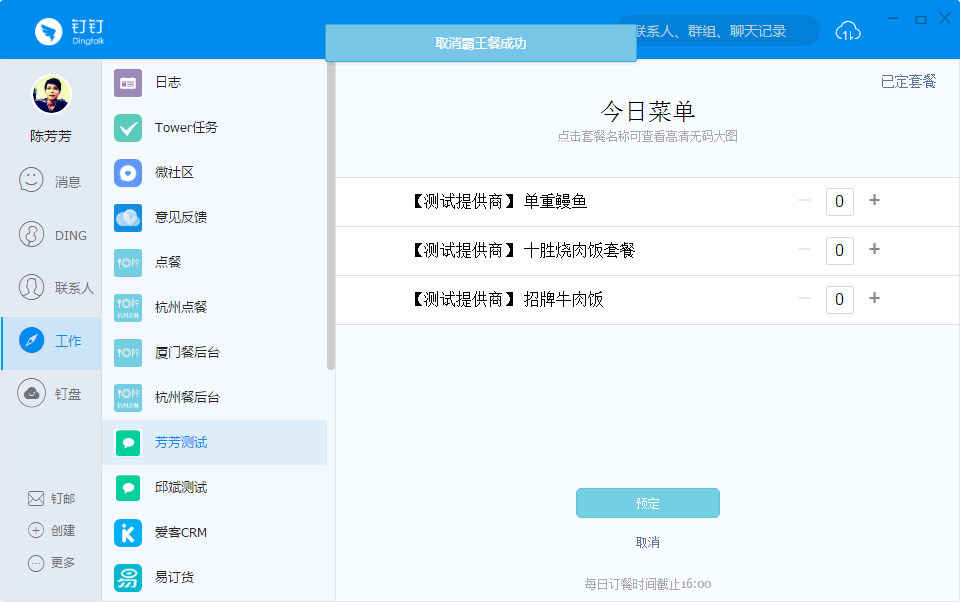 钉钉
Dingtalk
取消霸王餐成功
联系人、群组、聊天记录
陈芳芳
消息
DING
联系人
工作
钉盘
钉邮
创建
更多
日志
Tower任务
微社区
意见反馈
点餐
杭州点餐
厦门餐后台
杭州餐后台
芳芳测试
邱斌测试
爱客CRM
易订货
已定套餐
今日菜单
点击套餐名称可查看高清无码大图
【测试提供商】 单重鳗鱼 － 0 +
【测试提供商】 十胜烧肉饭套餐 － 0 +
【测试提供商】 招牌牛肉饭 － 0 +
预定
取消
每日订餐时间截止16:00